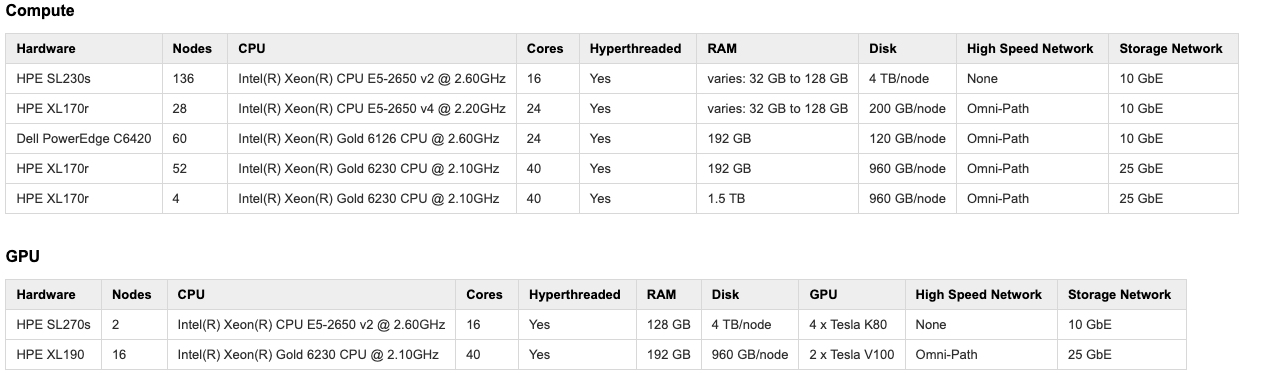 Compute
Hardware Nodes CPU Cores Hyperthreaded RAM Disk High Speed Network Storage Network
HPE SL230s 136 Intel(R) Xeon(R) CPU E5-2650 v2 @ 2.60GHz 16 Yes varies: 32 GB to 128 GB 4 TB/node None 10 GbE
HPE XL170r 28 Intel(R) Xeon(R) CPU E5-2650 v4 @ 2.20GHz 24 Yes varies: 32 GB to 128 GB 200 GB/node Omni-Path 10 GbE
Dell PowerEdge C6420 60 Intel(R) Xeon(R) Gold 6126 CPU @ 2.60GHz 24 Yes 192 GB 120 GB/node Omni-Path 10 GbE
HPE XL170r 52 Intel(R) Xeon(R) Gold 6230 CPU @ 2.10GHz 40 Yes 192 GB 960 GB/node Omni-Path 25 GbE
HPE XL170r 4 Intel(R) Xeon(R) Gold 6230 CPU @ 2.10GHz 40 Yes 1.5 TB 960 GB/node Omni-Path 25 GbE
GPU
Hardware Nodes CPU Cores Hyperthreaded RAM Disk GPU High Speed Network Storage Network
HPE SL270s 2 Intel(R) Xeon(R) CPU E5-2650 v2 @ 2.60GHz 16 Yes 128 GB 4 TB/node 4 x Tesla K80 None 10 GbE
HPE XL190 16 Intel(R) Xeon(R) Gold 6230 CPU @ 2.10GHz 40 Yes 192 GB 960 GB/node 2 x Tesla V100 Omni-Path 25 GbE